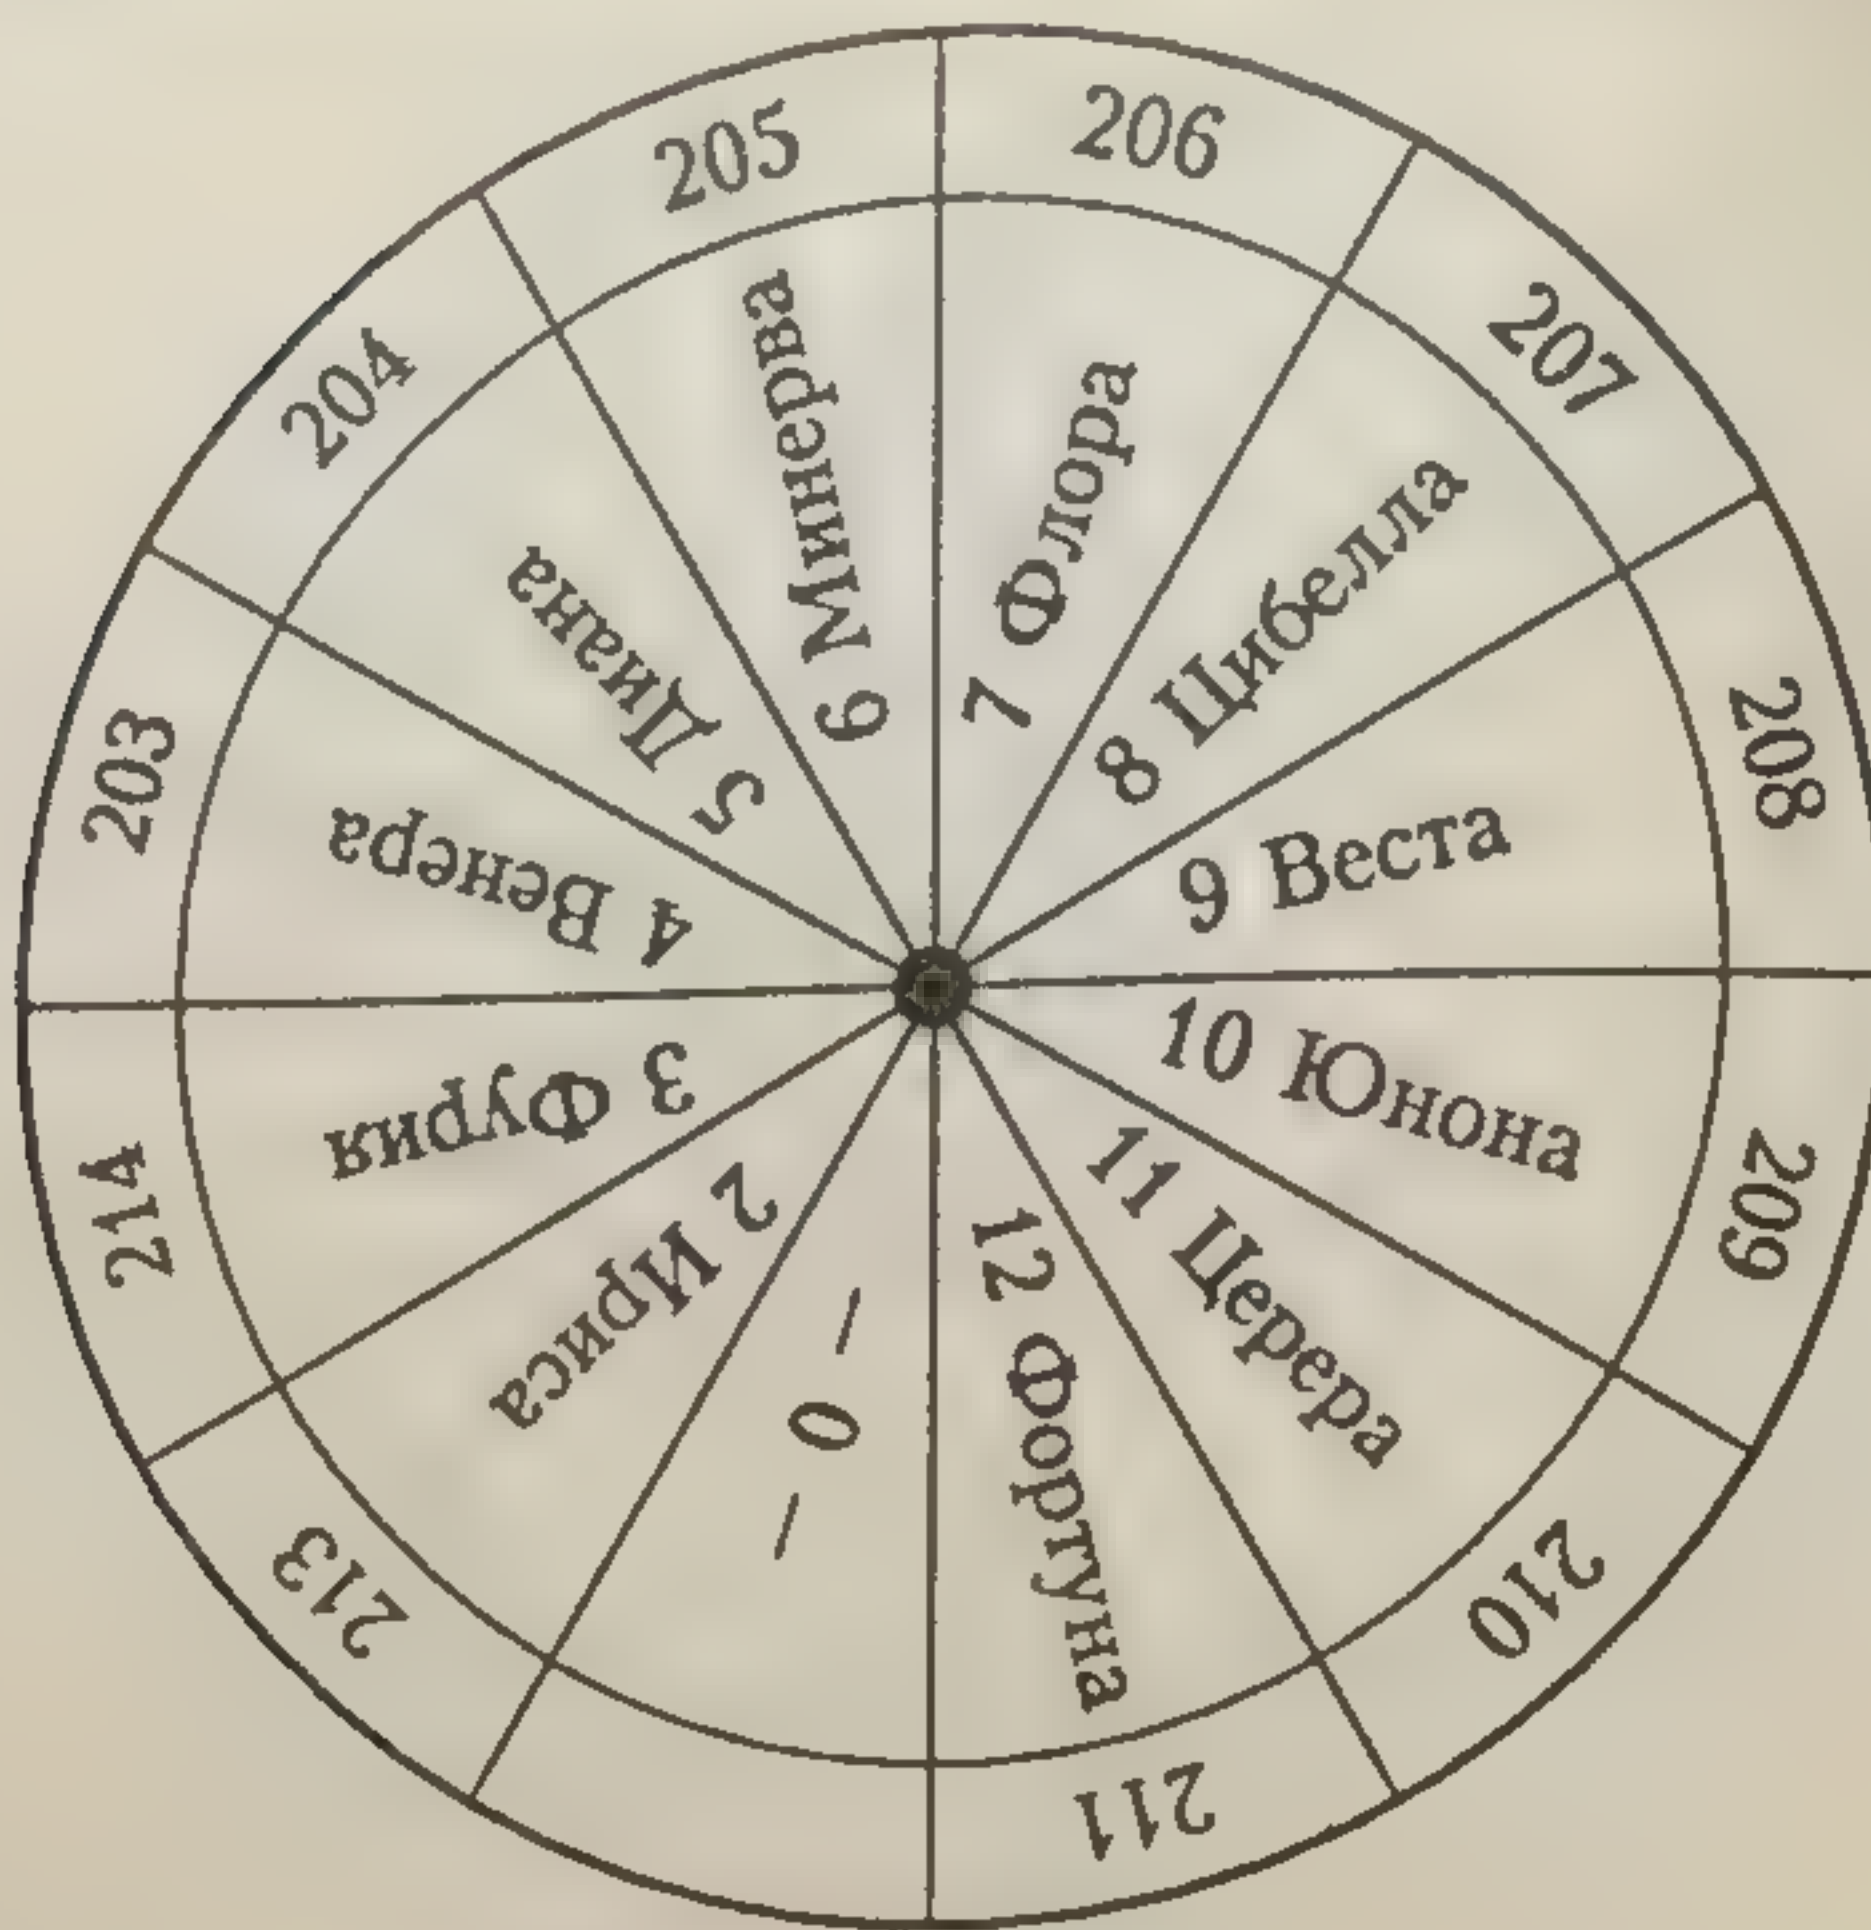 203
204
205
206
207
208
209
210
211
213
214
— 0 —
2 Ириса
3 Фурия
4 Венера
5 Диана
6 Минерва
7 Флора
8 Цибелла
9 Веста
10 Юнона
11 Церера
12 Фортуна